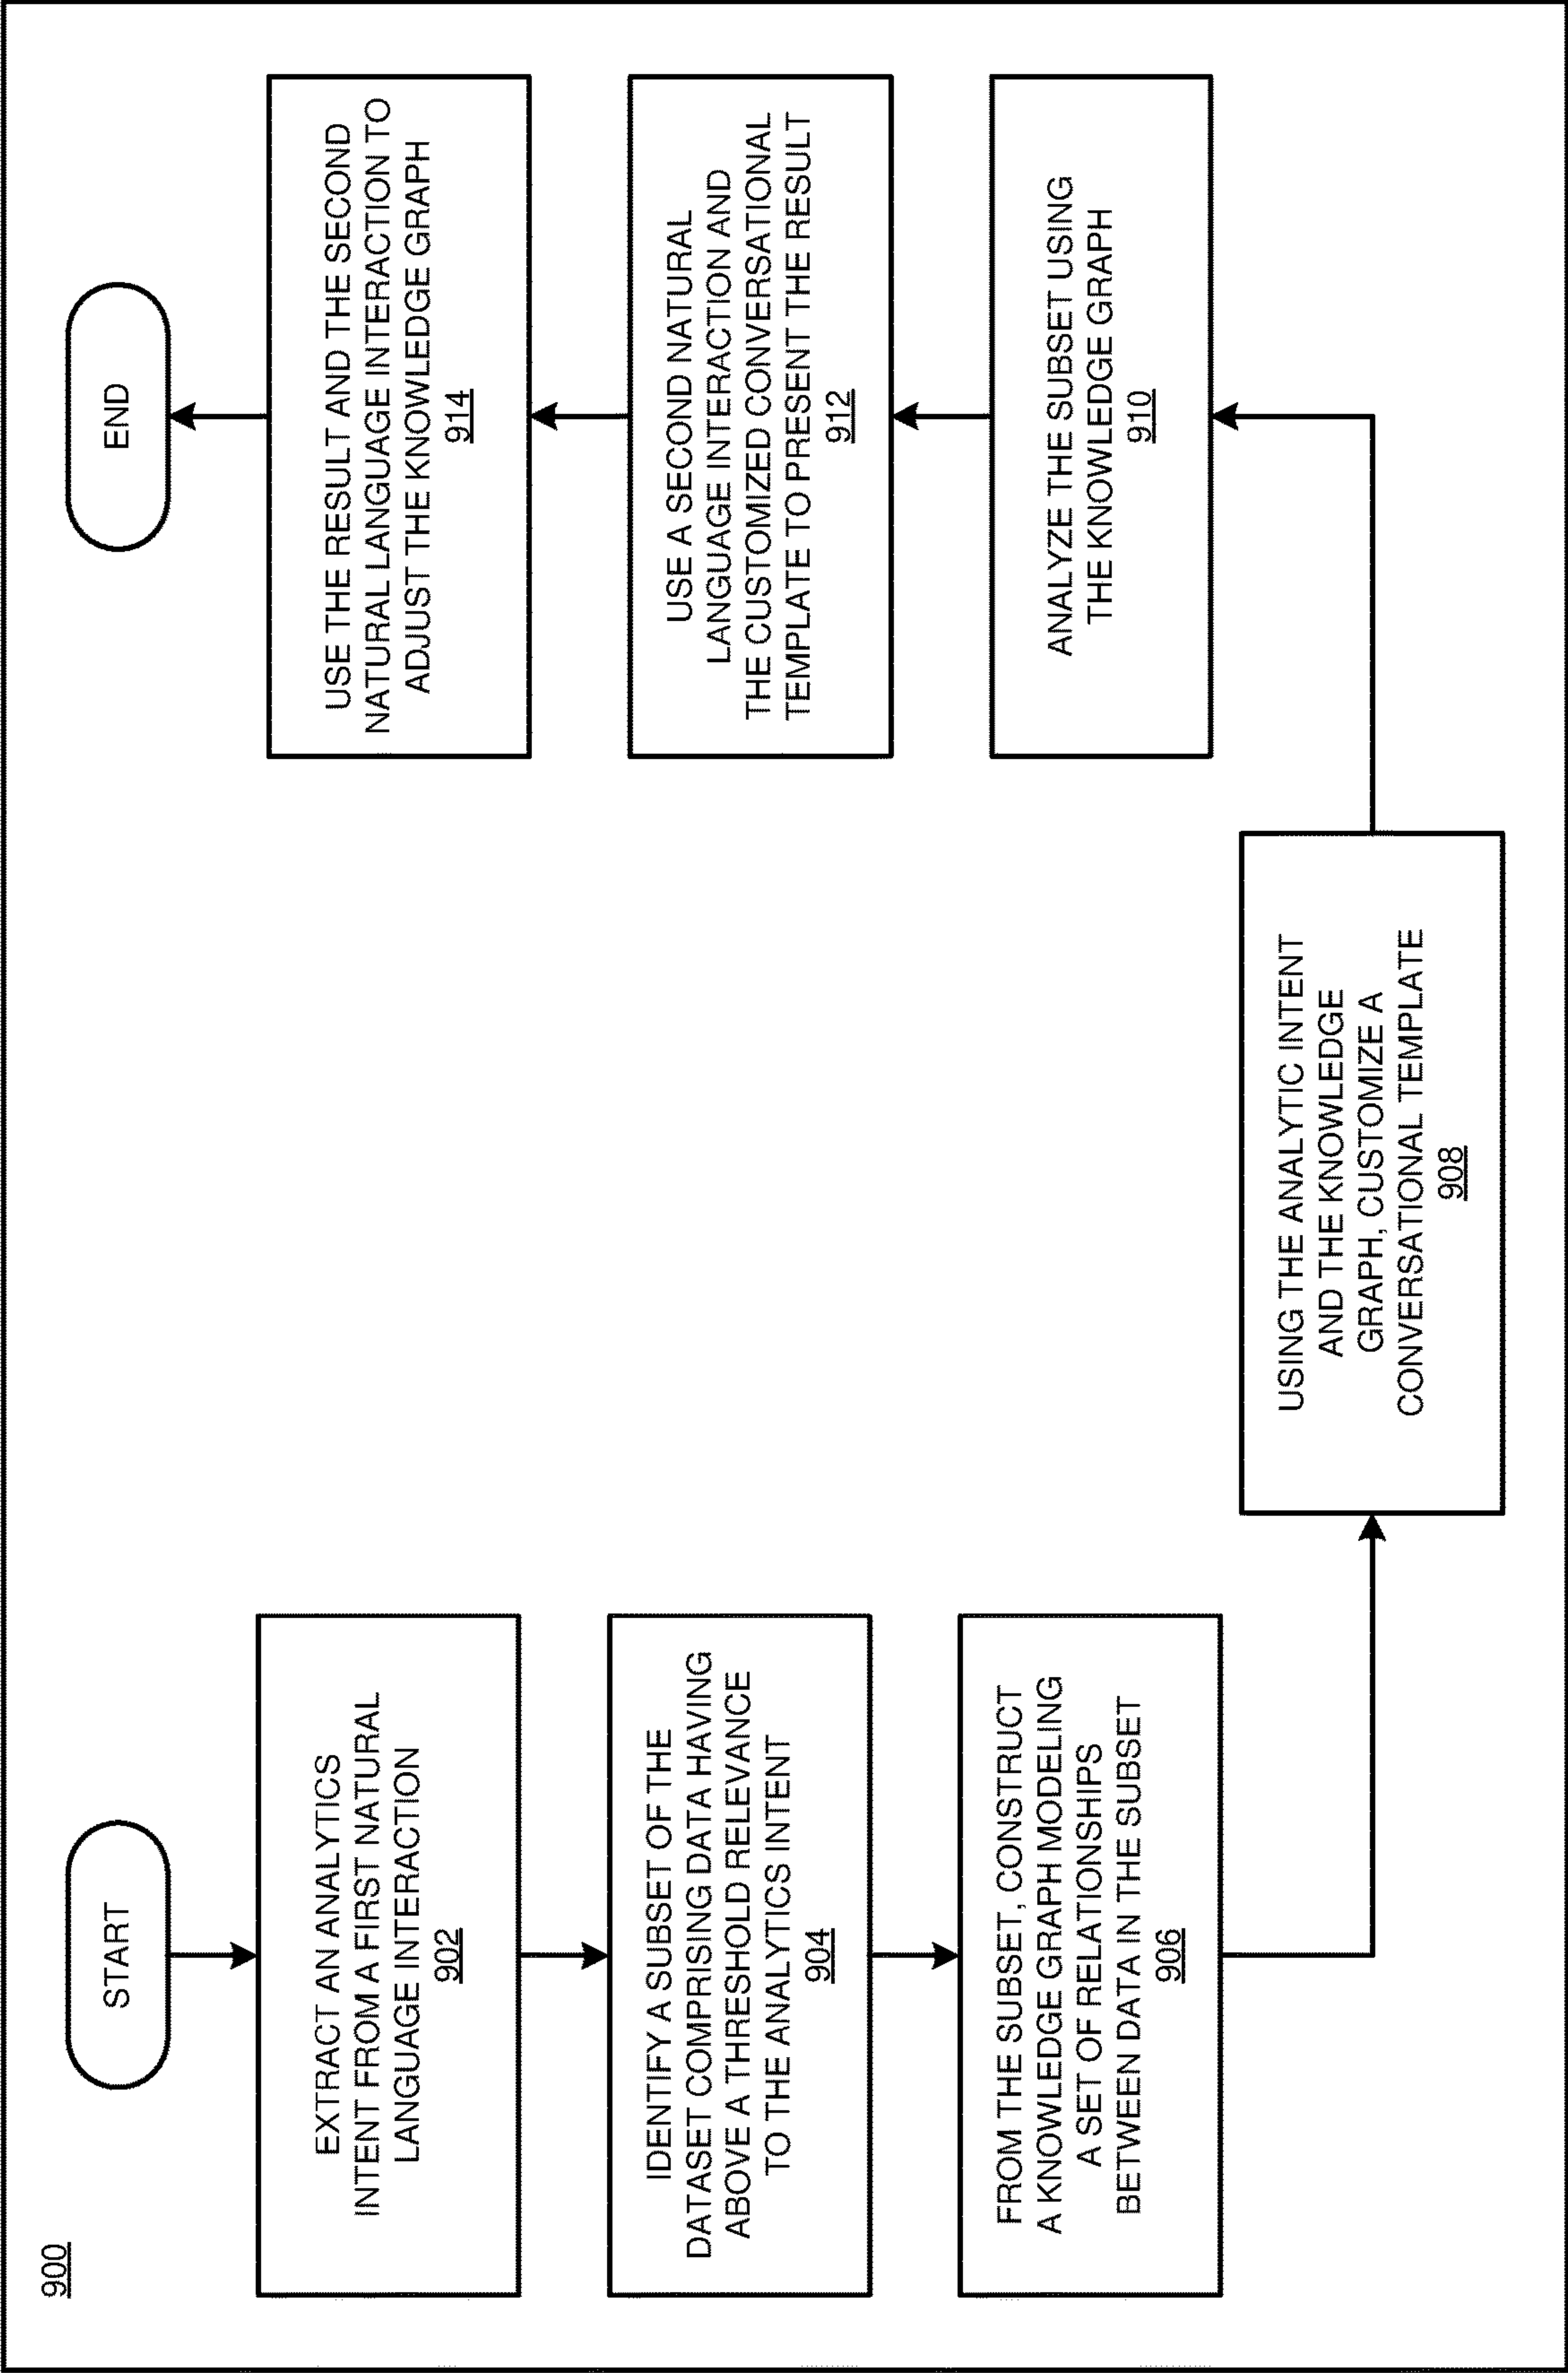 900
START
EXTRACT AN ANALYTICS
INTENT FROM A FIRST NATURAL
LANGUAGE INTERACTION
902
IDENTIFY A SUBSET OF THE
DATASET COMPRISING DATA HAVING
ABOVE A THRESHOLD RELEVANCE
TO THE ANALYTICS INTENT
904
FROM THE SUBSET, CONSTRUCT
A KNOWLEDGE GRAPH MODELING
A SET OF RELATIONSHIPS
BETWEEN DATA IN THE SUBSET
906
USING THE ANALYTIC INTENT
AND THE KNOWLEDGE
GRAPH, CUSTOMIZE A
CONVERSATIONAL TEMPLATE
908
ANALYZE THE SUBSET USING
THE KNOWLEDGE GRAPH
910
USE A SECOND NATURAL
LANGUAGE INTERACTION AND
THE CUSTOMIZED CONVERSATIONAL
TEMPLATE TO PRESENT THE RESULT
912
USE THE RESULT AND THE SECOND
NATURAL LANGUAGE INTERACTION TO
ADJUST THE KNOWLEDGE GRAPH
914
END